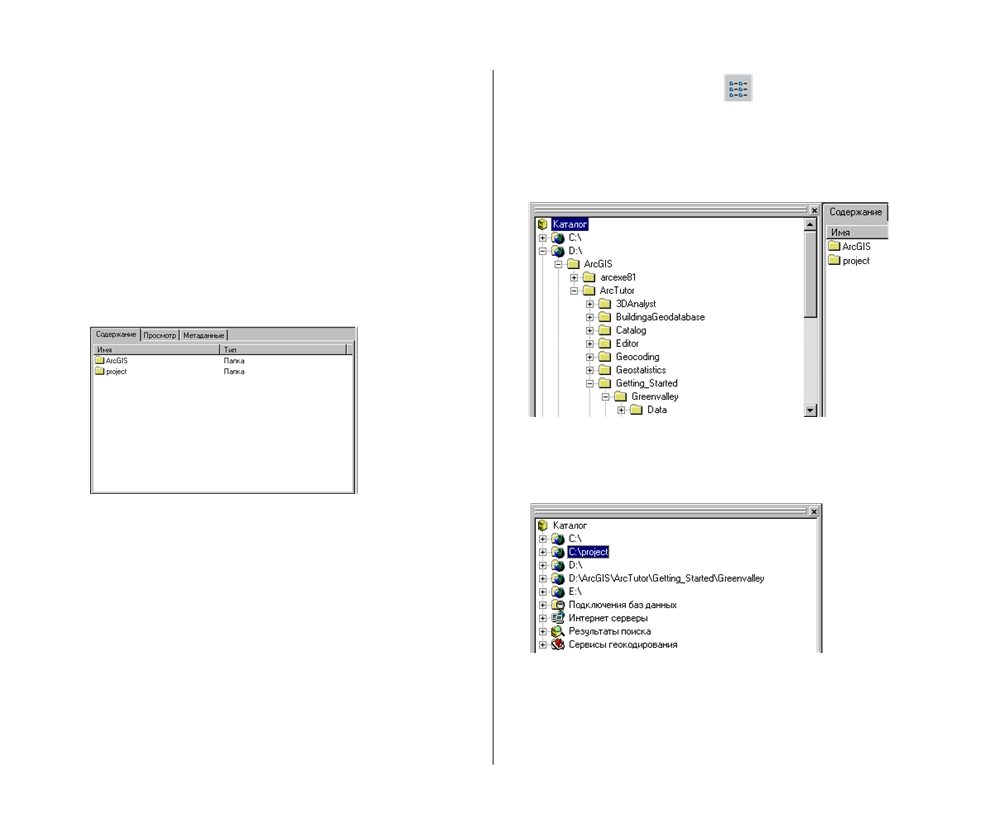 Содержание Просмотр Метаданные
Имя Тип
ArcGIS Папка
project Папка
Каталог
C:\
D:\
ArcGIS
arcexe81
ArcTutor
3DAnalyst
BuildingaGeodatabase
Catalog
Editor
Geocoding
Geostatistics
Getting_Started
Greenvalley
Data
Содержание
Имя
ArcGIS
project
Каталог
C:\
C:\project
D:\
D:\ArcGIS\ArcTutor\Getting_Started\Greenvalley
E:\
Подключения баз данных
Интернет серверы
Результаты поиска
Сервисы геокодирования